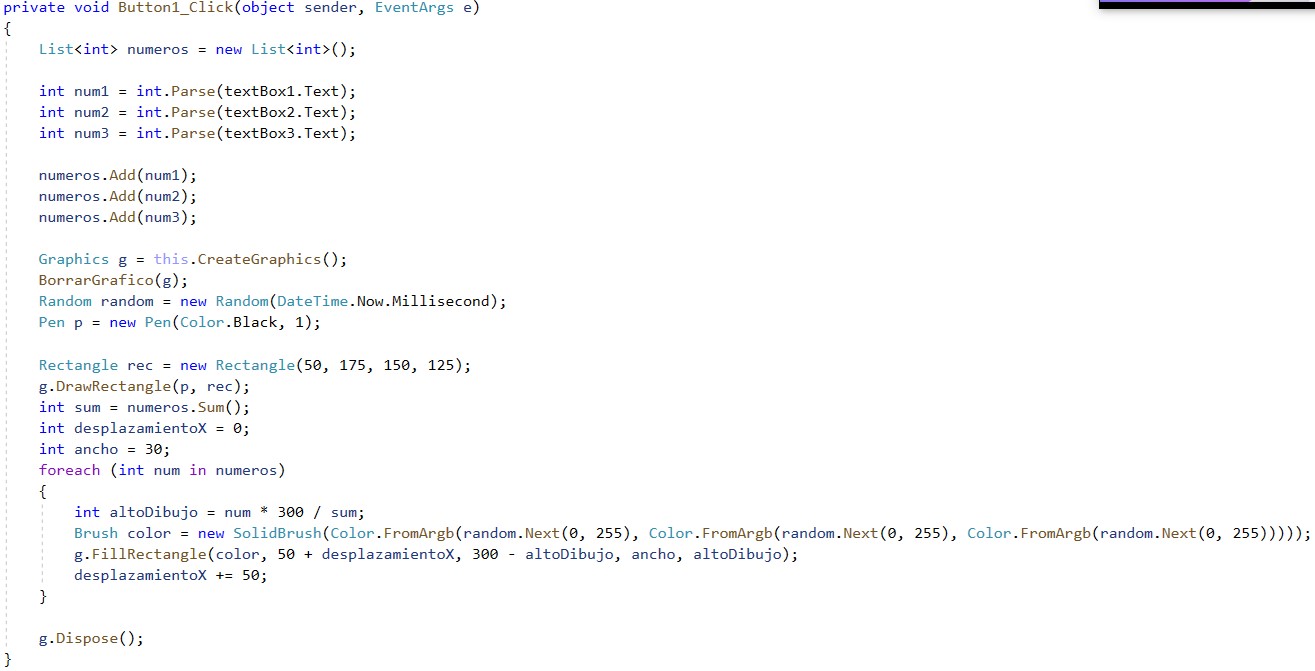 private void Button1_Click(object sender, EventArgs e)
{
    List<int> numeros = new List<int>();

    int num1 = int.Parse(textBox1.Text);
    int num2 = int.Parse(textBox2.Text);
    int num3 = int.Parse(textBox3.Text);

    numeros.Add(num1);
    numeros.Add(num2);
    numeros.Add(num3);

    Graphics g = this.CreateGraphics();
    BorrarGrafico(g);
    Random random = new Random(DateTime.Now.Millisecond);
    Pen p = new Pen(Color.Black, 1);

    Rectangle rec = new Rectangle(50, 175, 150, 125);
    g.DrawRectangle(p, rec);
    int sum = numeros.Sum();
    int desplazamientoX = 0;
    int ancho = 30;
    foreach (int num in numeros)
    {
        int altoDibujo = num * 300 / sum;
        Brush color = new SolidBrush(Color.FromArgb(random.Next(0, 255), Color.FromArgb(random.Next(0, 255), Color.FromArgb(random.Next(0, 255)))));
        g.FillRectangle(color, 50 + desplazamientoX, 300 - altoDibujo, ancho, altoDibujo);
        desplazamientoX += 50;
    }

    g.Dispose();
}